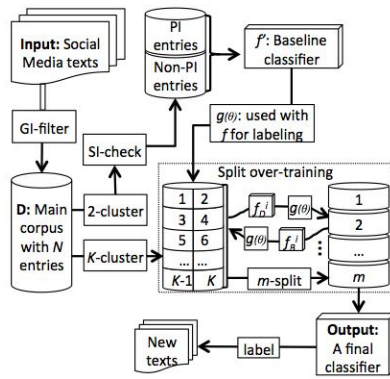 Input: Social
Media texts
GI-filter
D: Main
corpus
with N
entries
2-cluster
K-cluster
SI-check
PI
entries
Non-PI
entries
f': Baseline
classifier
g(θ): used with
f for labeling
Split over-training
1 2
3 4
5 6
... ...
K-1 K
f_D^i
g(θ)
g(θ)
f_B^i
m-split
1
2
...
m
Output:
A final
classifier
label
New
texts